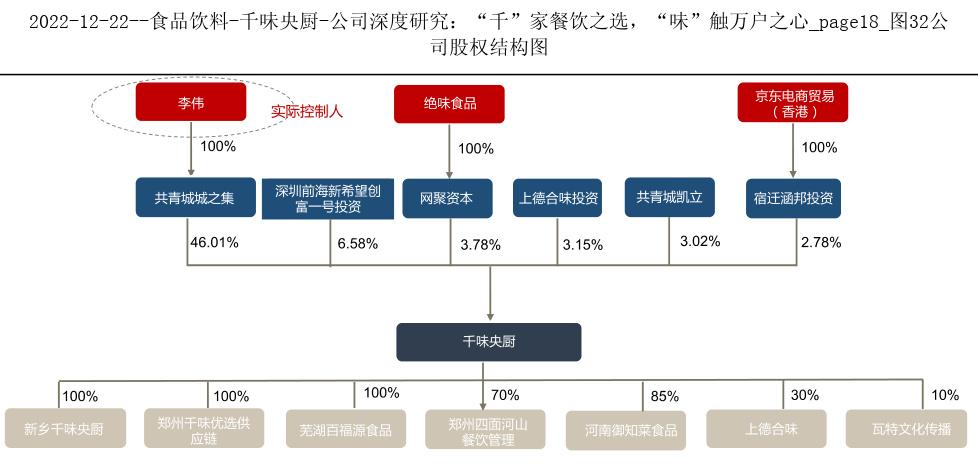 2022-12-22--食品饮料-千味央厨-公司深度研究：“千”家餐饮之选，“味”触万户之心_page18_图32公
司股权结构图
李伟
实际控制人
绝味食品
京东电商贸易
（香港）
100%
100%
100%
共青城城之集
深圳前海新希望创
富一号投资
网聚资本
上德合味投资
共青城凯立
宿迁涵邦投资
46.01%
6.58%
3.78%
3.15%
3.02%
2.78%
千味央厨
100%
100%
100%
70%
85%
30%
10%
新乡千味央厨
郑州千味优选供
应链
芜湖百福源食品
郑州四面河山
餐饮管理
河南御知菜食品
上德合味
瓦特文化传播